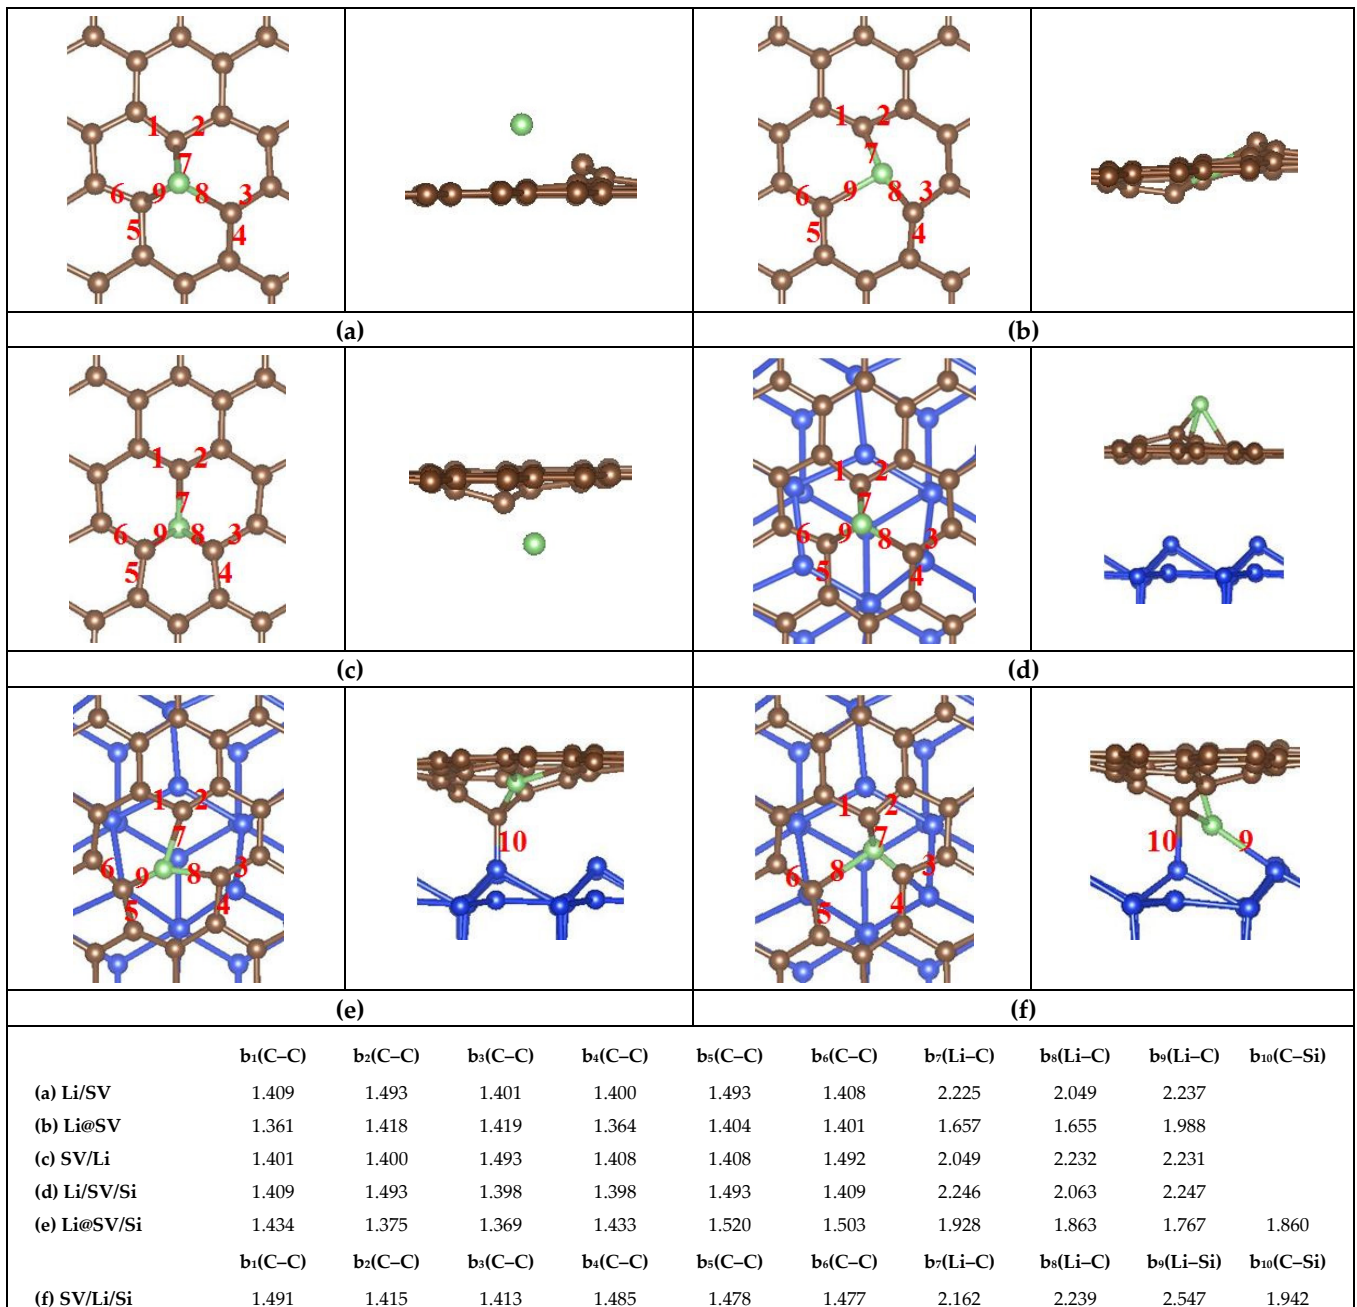 1 2
7
6 9 8 3
5 4
1 2
7
6 9 8 3
5 4
(a) (b)
1 2
7
6 9 8 3
5 4
1 2
7
6 9 8 3
5 4
(c) (d)
1 2
7
6 9 8 3
5 4
10
1 2
7
6 8 3
5 4
10 9
(e) (f)
b₁(C–C) b₂(C–C) b₃(C–C) b₄(C–C) b₅(C–C) b₆(C–C) b₇(Li–C) b₈(Li–C) b₉(Li–C) b₁₀(C–Si)
(a) Li/SV 1.409 1.493 1.401 1.400 1.493 1.408 2.225 2.049 2.237
(b) Li@SV 1.361 1.418 1.419 1.364 1.404 1.401 1.657 1.655 1.988
(c) SV/Li 1.401 1.400 1.493 1.408 1.408 1.492 2.049 2.232 2.231
(d) Li/SV/Si 1.409 1.493 1.398 1.398 1.493 1.409 2.246 2.063 2.247
(e) Li@SV/Si 1.434 1.375 1.369 1.433 1.520 1.503 1.928 1.863 1.767 1.860
b₁(C–C) b₂(C–C) b₃(C–C) b₄(C–C) b₅(C–C) b₆(C–C) b₇(Li–C) b₈(Li–C) b₉(Li–Si) b₁₀(C–Si)
(f) SV/Li/Si 1.491 1.415 1.413 1.485 1.478 1.477 2.162 2.239 2.547 1.942